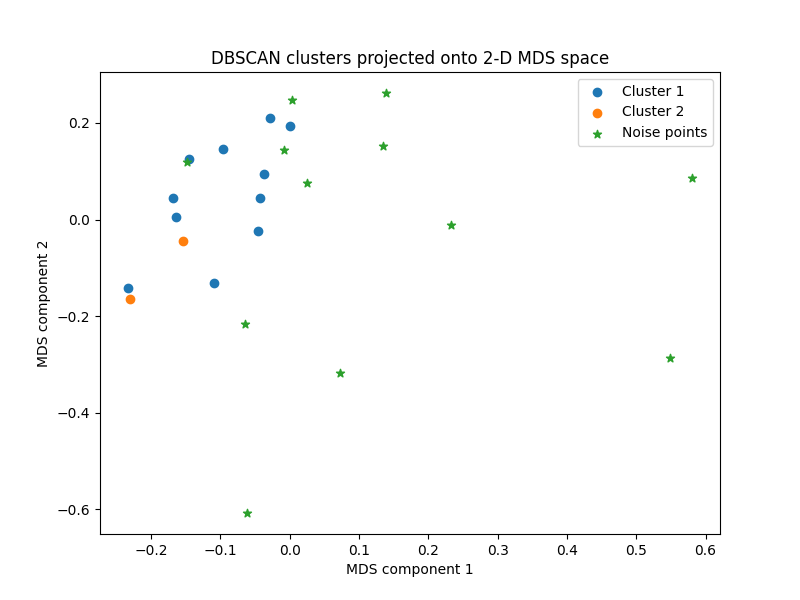 DBSCAN clusters projected onto 2-D MDS space
Cluster 1
Cluster 2
Noise points
0.2
0.0
−0.2
−0.4
−0.6
MDS component 2
−0.2
−0.1
0.0
0.1
0.2
0.3
0.4
0.5
0.6
MDS component 1